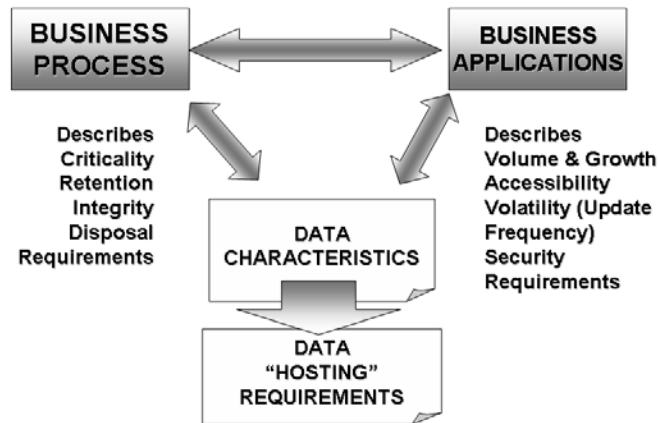 BUSINESS
PROCESS
BUSINESS
APPLICATIONS
Describes
Criticality
Retention
Integrity
Disposal
Requirements
Describes
Volume & Growth
Accessibility
Volatility (Update
Frequency)
Security
Requirements
DATA
CHARACTERISTICS
DATA
“HOSTING”
REQUIREMENTS